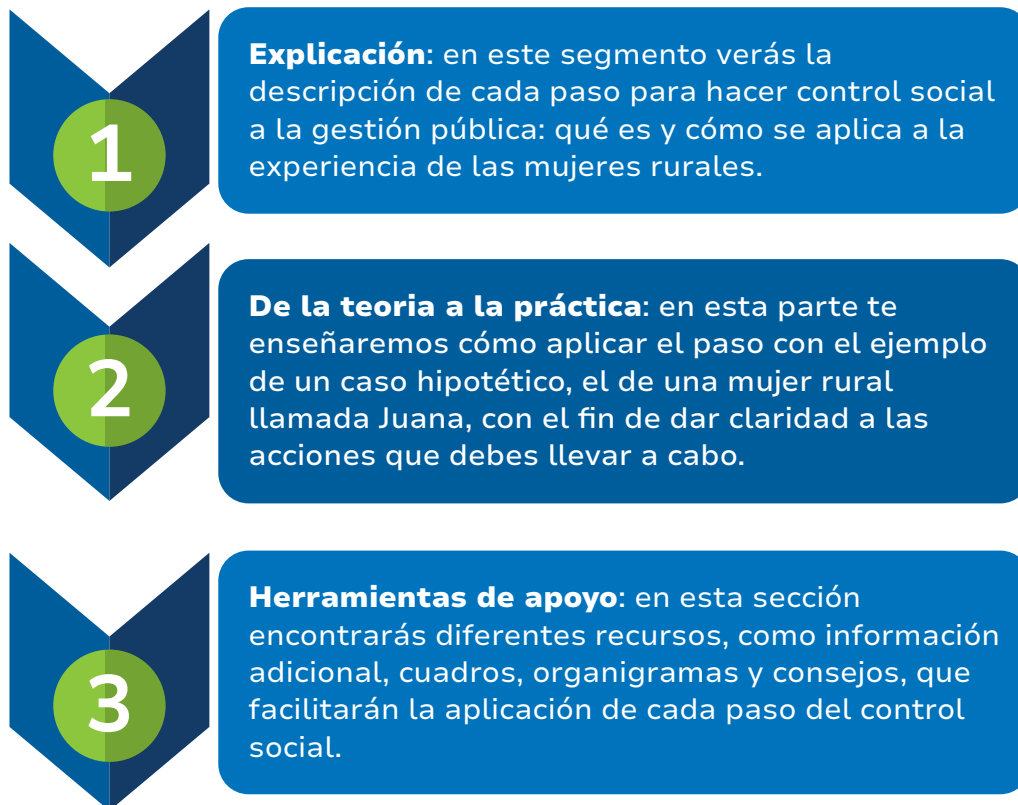 1
Explicación: en este segmento verás la
descripción de cada paso para hacer control social
a la gestión pública: qué es y cómo se aplica a la
experiencia de las mujeres rurales.
2
De la teoria a la práctica: en esta parte te
enseñaremos cómo aplicar el paso con el ejemplo
de un caso hipotético, el de una mujer rural
llamada Juana, con el fin de dar claridad a las
acciones que debes llevar a cabo.
3
Herramientas de apoyo: en esta sección
encontrarás diferentes recursos, como información
adicional, cuadros, organigramas y consejos, que
facilitarán la aplicación de cada paso del control
social.